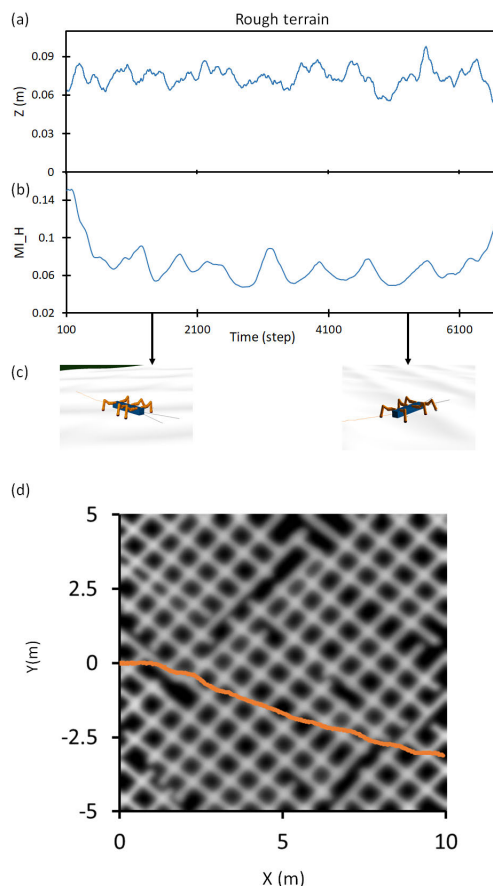 (a)
Rough terrain
0.09
0.06
0.03
0
Z (m)
(b)
0.14
0.1
0.06
0.02
MI_H
100
2100
4100
6100
Time (step)
(c)
(d)
5
2.5
0
-2.5
-5
Y(m)
0
5
10
X (m)